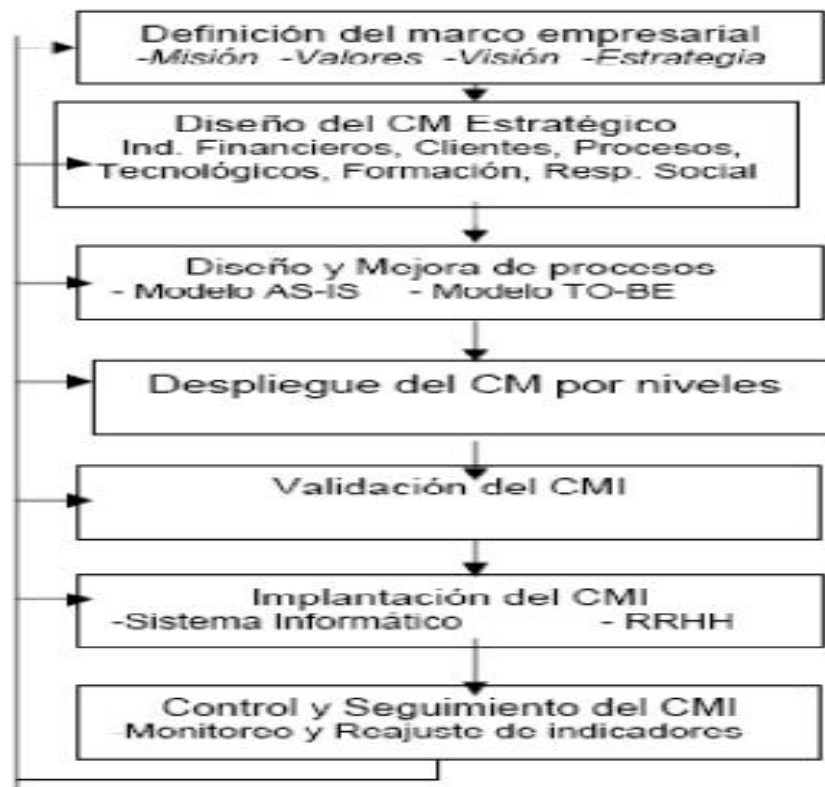 Definición del marco empresarial
-Misión -Valores -Visión -Estrategia
Diseño del CM Estratégico
Ind. Financieros, Clientes, Procesos,
Tecnológicos, Formación, Resp. Social
Diseño y Mejora de procesos
- Modelo AS-IS - Modelo TO-BE
Despliegue del CM por niveles
Validación del CMI
Implantación del CMI
-Sistema Informático - RRHH
Control y Seguimiento del CMI
-Monitoreo y Reajuste de indicadores